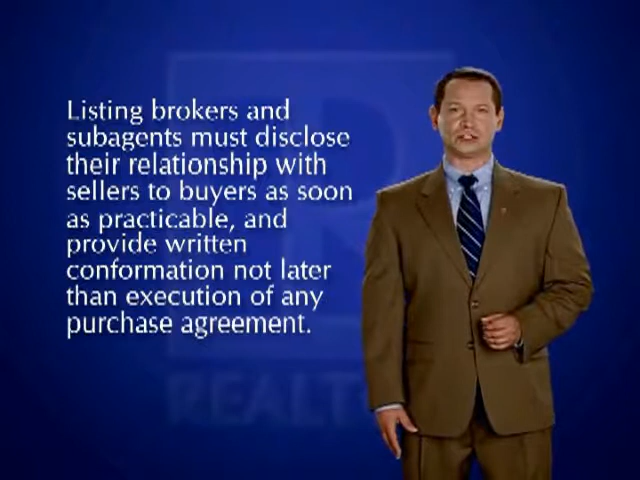 Listing brokers and
subagents must disclose
their relationship with
sellers to buyers as soon
as practicable, and
provide written
conformation not later
than execution of any
purchase agreement.